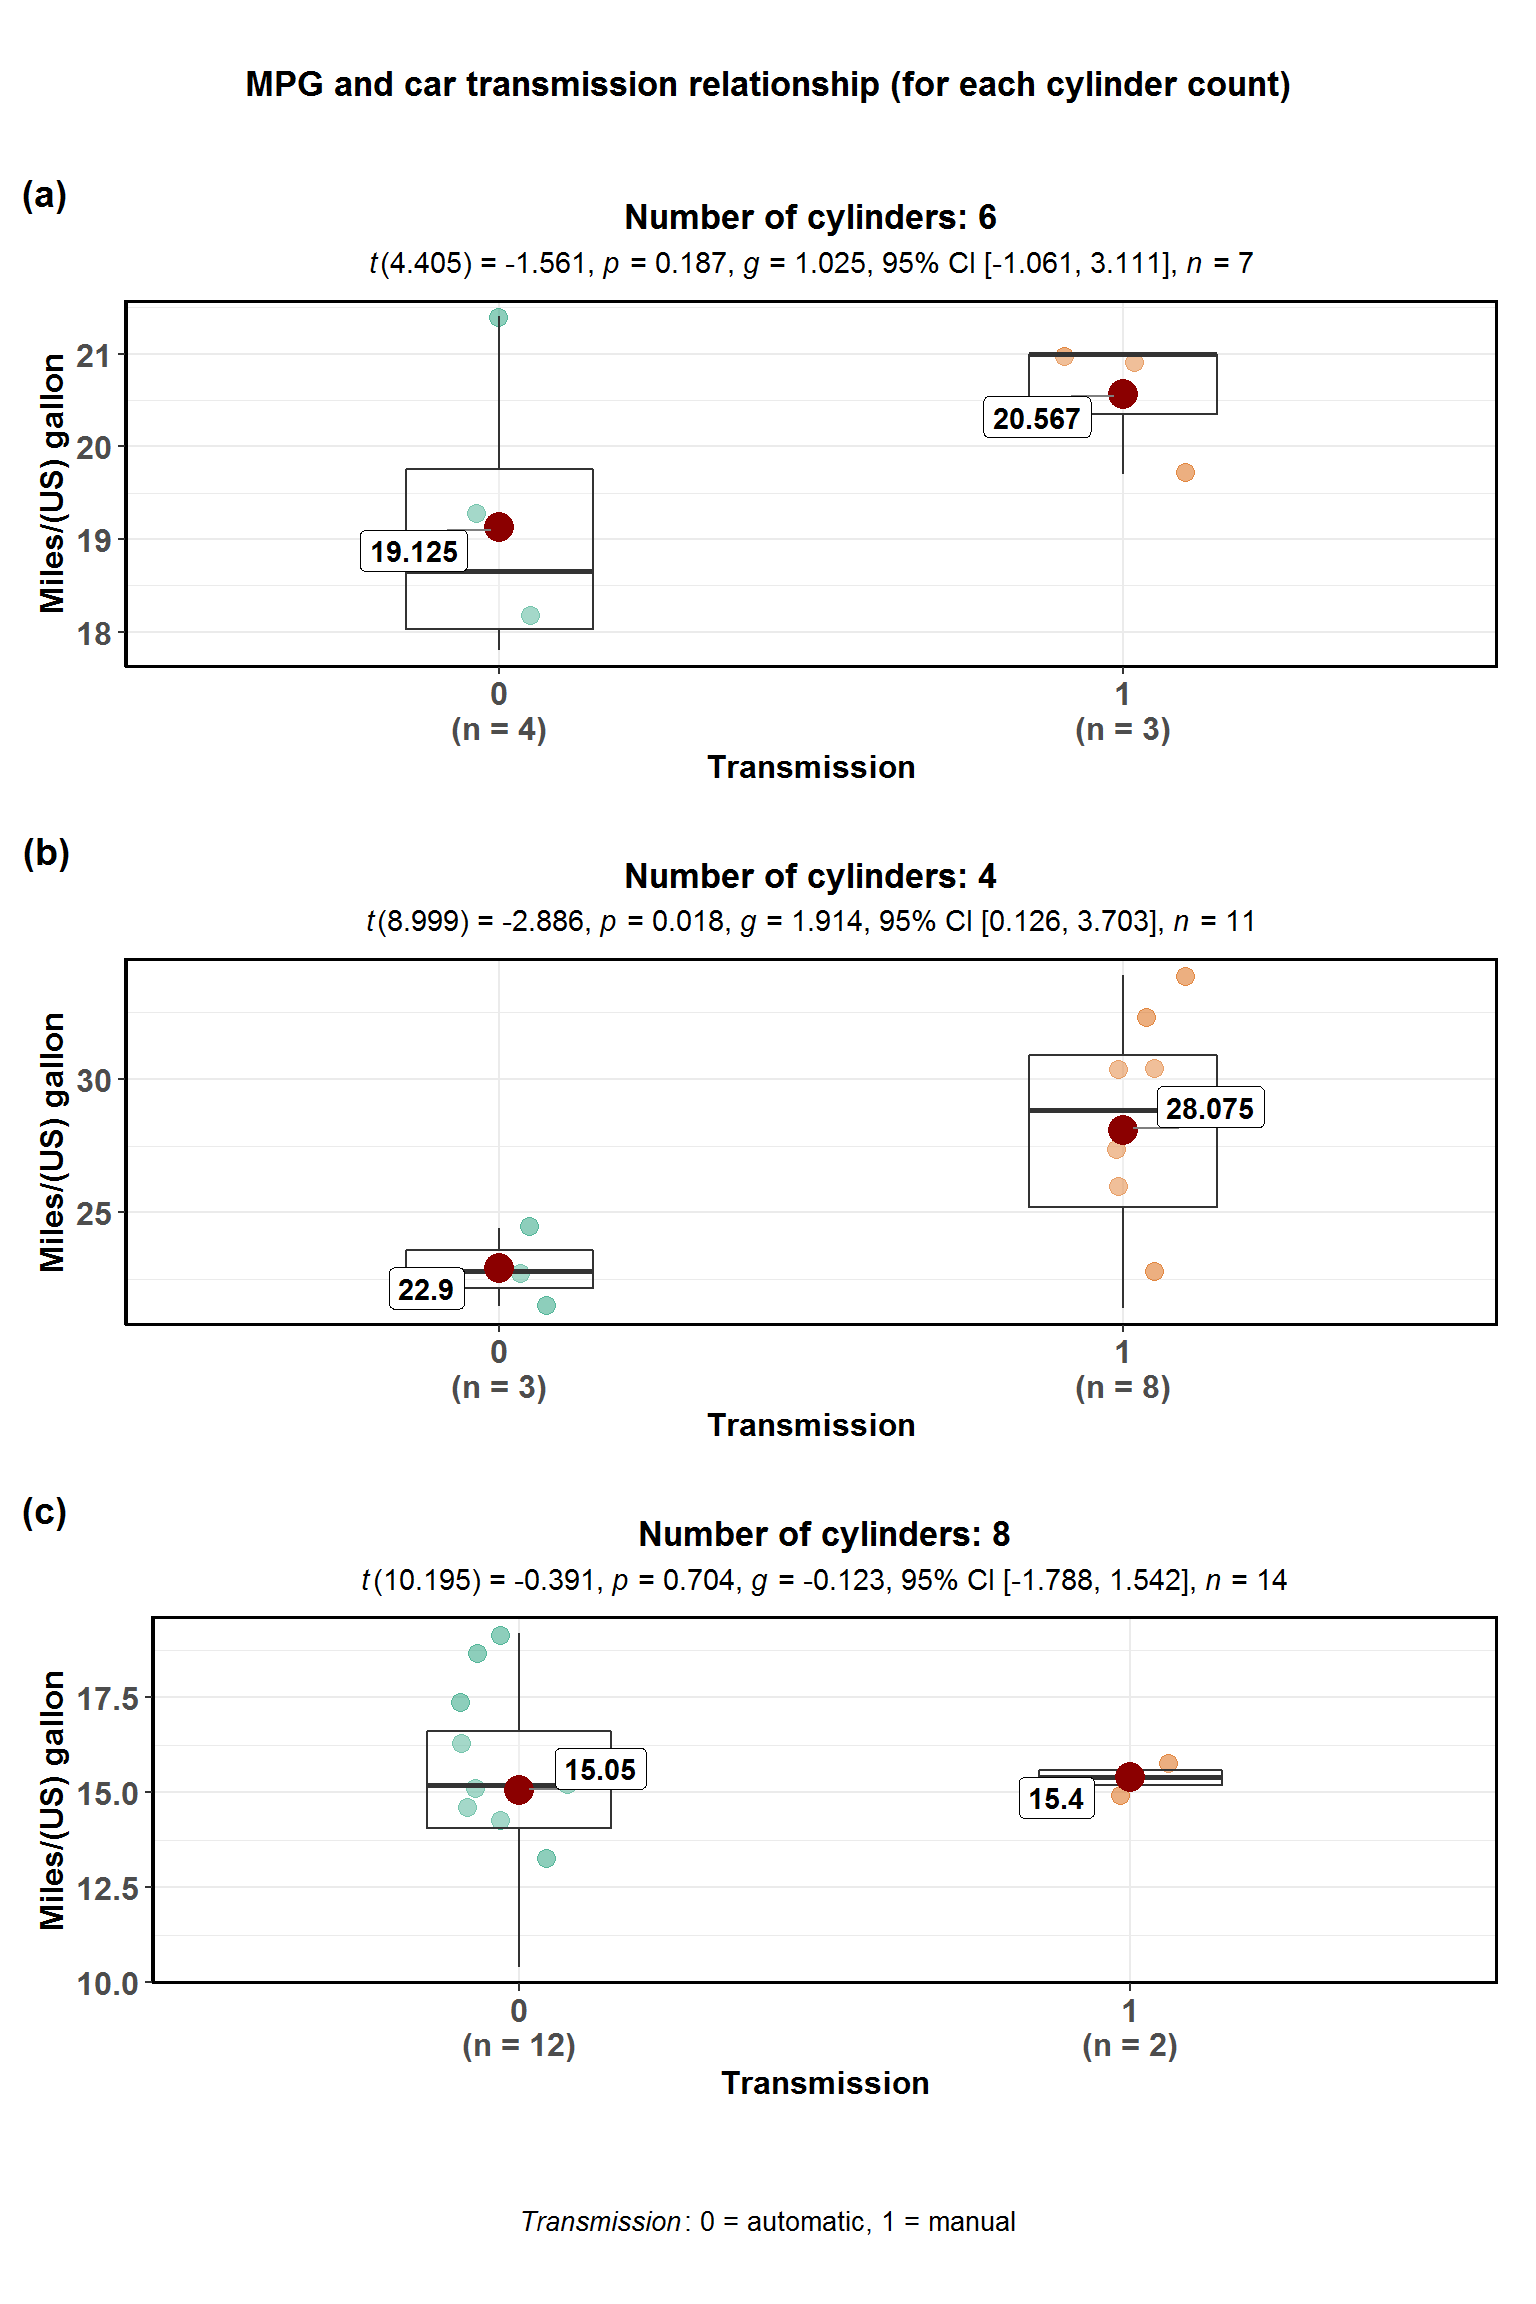 MPG and car transmission relationship (for each cylinder count)
(a)
Number of cylinders: 6
t(4.405) = -1.561, p = 0.187, g = 1.025, 95% CI [-1.061, 3.111], n = 7
Miles/(US) gallon
21
20
19
18
20.567
19.125
0
1
(n = 4)
(n = 3)
Transmission
(b)
Number of cylinders: 4
t(8.999) = -2.886, p = 0.018, g = 1.914, 95% CI [0.126, 3.703], n = 11
Miles/(US) gallon
30
25
28.075
22.9
0
1
(n = 3)
(n = 8)
Transmission
(c)
Number of cylinders: 8
t(10.195) = -0.391, p = 0.704, g = -0.123, 95% CI [-1.788, 1.542], n = 14
Miles/(US) gallon
17.5
15.0
12.5
10.0
15.05
15.4
0
1
(n = 12)
(n = 2)
Transmission
Transmission: 0 = automatic, 1 = manual